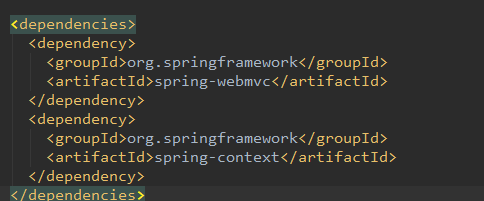 <dependencies>
<dependency>
<groupId>org.springframework</groupId>
<artifactId>spring-webmvc</artifactId>
</dependency>
<dependency>
<groupId>org.springframework</groupId>
<artifactId>spring-context</artifactId>
</dependency>
</dependencies>